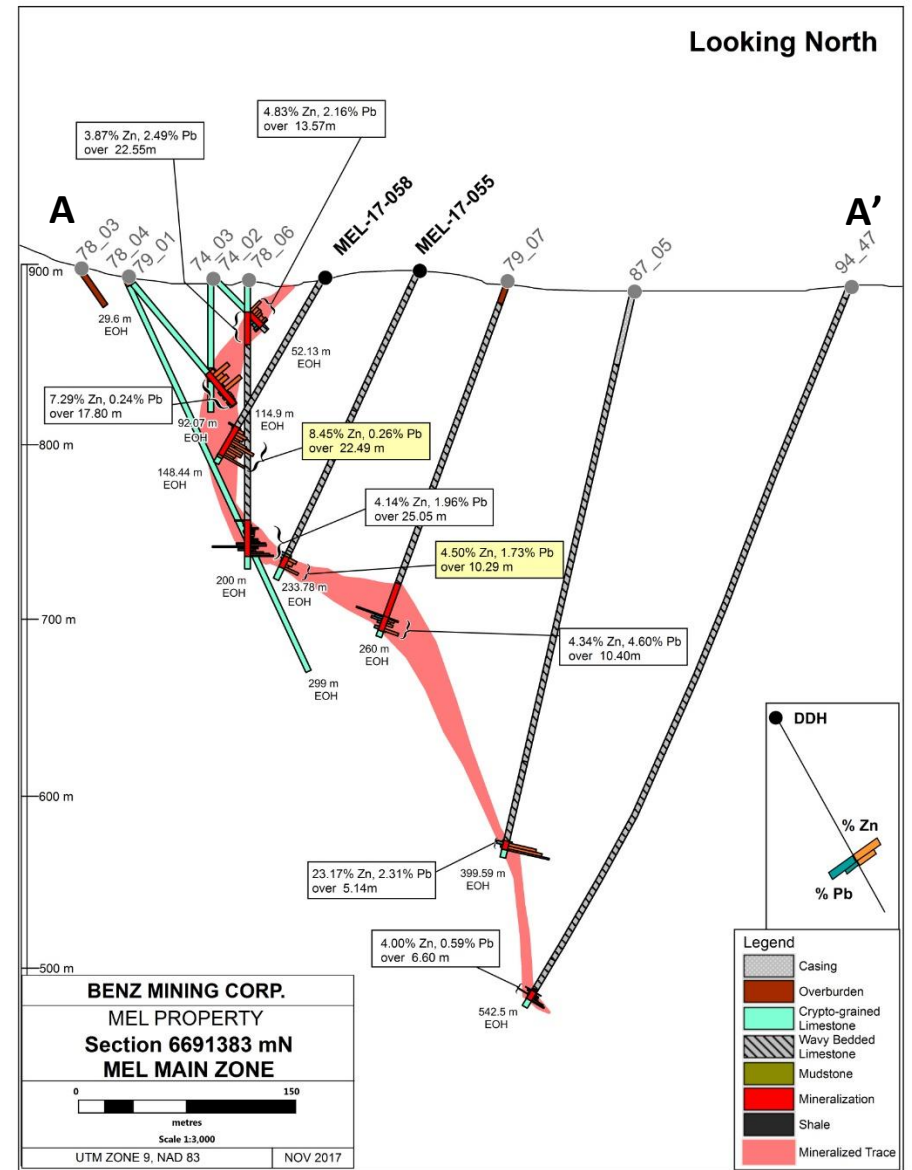 Looking North
4.83% Zn, 2.16% Pb
over 13.57m
3.87% Zn, 2.49% Pb
over 22.55m
A
A’
78_03
78_04
79_01
74_03
74_02
78_06
MEL-17-058
MEL-17-055
79_07
87_05
94_47
900 m
29.6 m
EOH
52.13 m
EOH
7.29% Zn, 0.24% Pb
over 17.80 m
92.07 m
EOH
114.9 m
EOH
8.45% Zn, 0.26% Pb
over 22.49 m
800 m
148.44 m
EOH
4.14% Zn, 1.96% Pb
over 25.05 m
4.50% Zn, 1.73% Pb
over 10.29 m
200 m
EOH
233.78 m
EOH
700 m
4.34% Zn, 4.60% Pb
over 10.40m
260 m
EOH
299 m
EOH
DDH
% Zn
% Pb
600 m
23.17% Zn, 2.31% Pb
over 5.14m
399.59 m
EOH
4.00% Zn, 0.59% Pb
over 6.60 m
500 m
542.5 m
EOH
BENZ MINING CORP.
MEL PROPERTY
Section 6691383 mN
MEL MAIN ZONE
0 150
metres
Scale 1:3,000
UTM ZONE 9, NAD 83
NOV 2017
Legend
Casing
Overburden
Crypto-grained
Limestone
Wavy Bedded
Limestone
Mudstone
Mineralization
Shale
Mineralized Trace